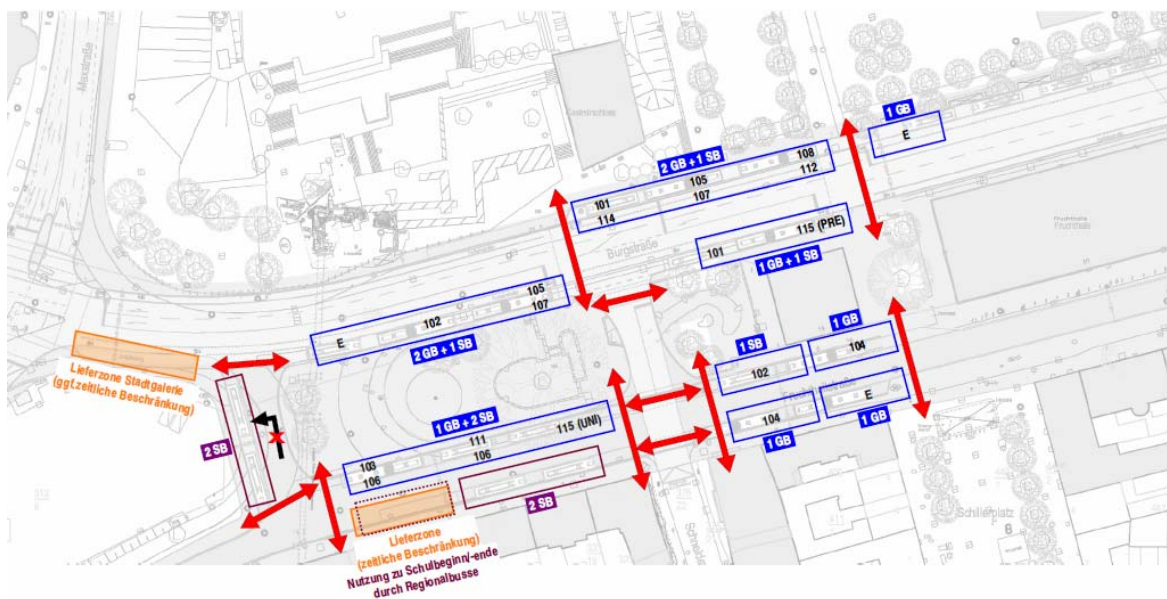 Maxstraße
1 GB
E
2 GB + 1 SB
108
105
112
101
107
114
Burgstraße
115 (PRE)
101
1 GB + 1 SB
Fruchthalle
105
102
107
E
2 GB + 1 SB
Lieferzone Stadtgalerie
(ggf.zeitliche Beschränkung)
1 GB
1 SB
104
102
E
104
1 GB
1 GB
1 GB + 2 SB
115 (UNI)
111
103
106
106
2 SB
2 SB
Lieferzone
(zeitliche Beschränkung)
Nutzung zu Schulbeginn/-ende
durch Regionalbusse
Schillerplatz